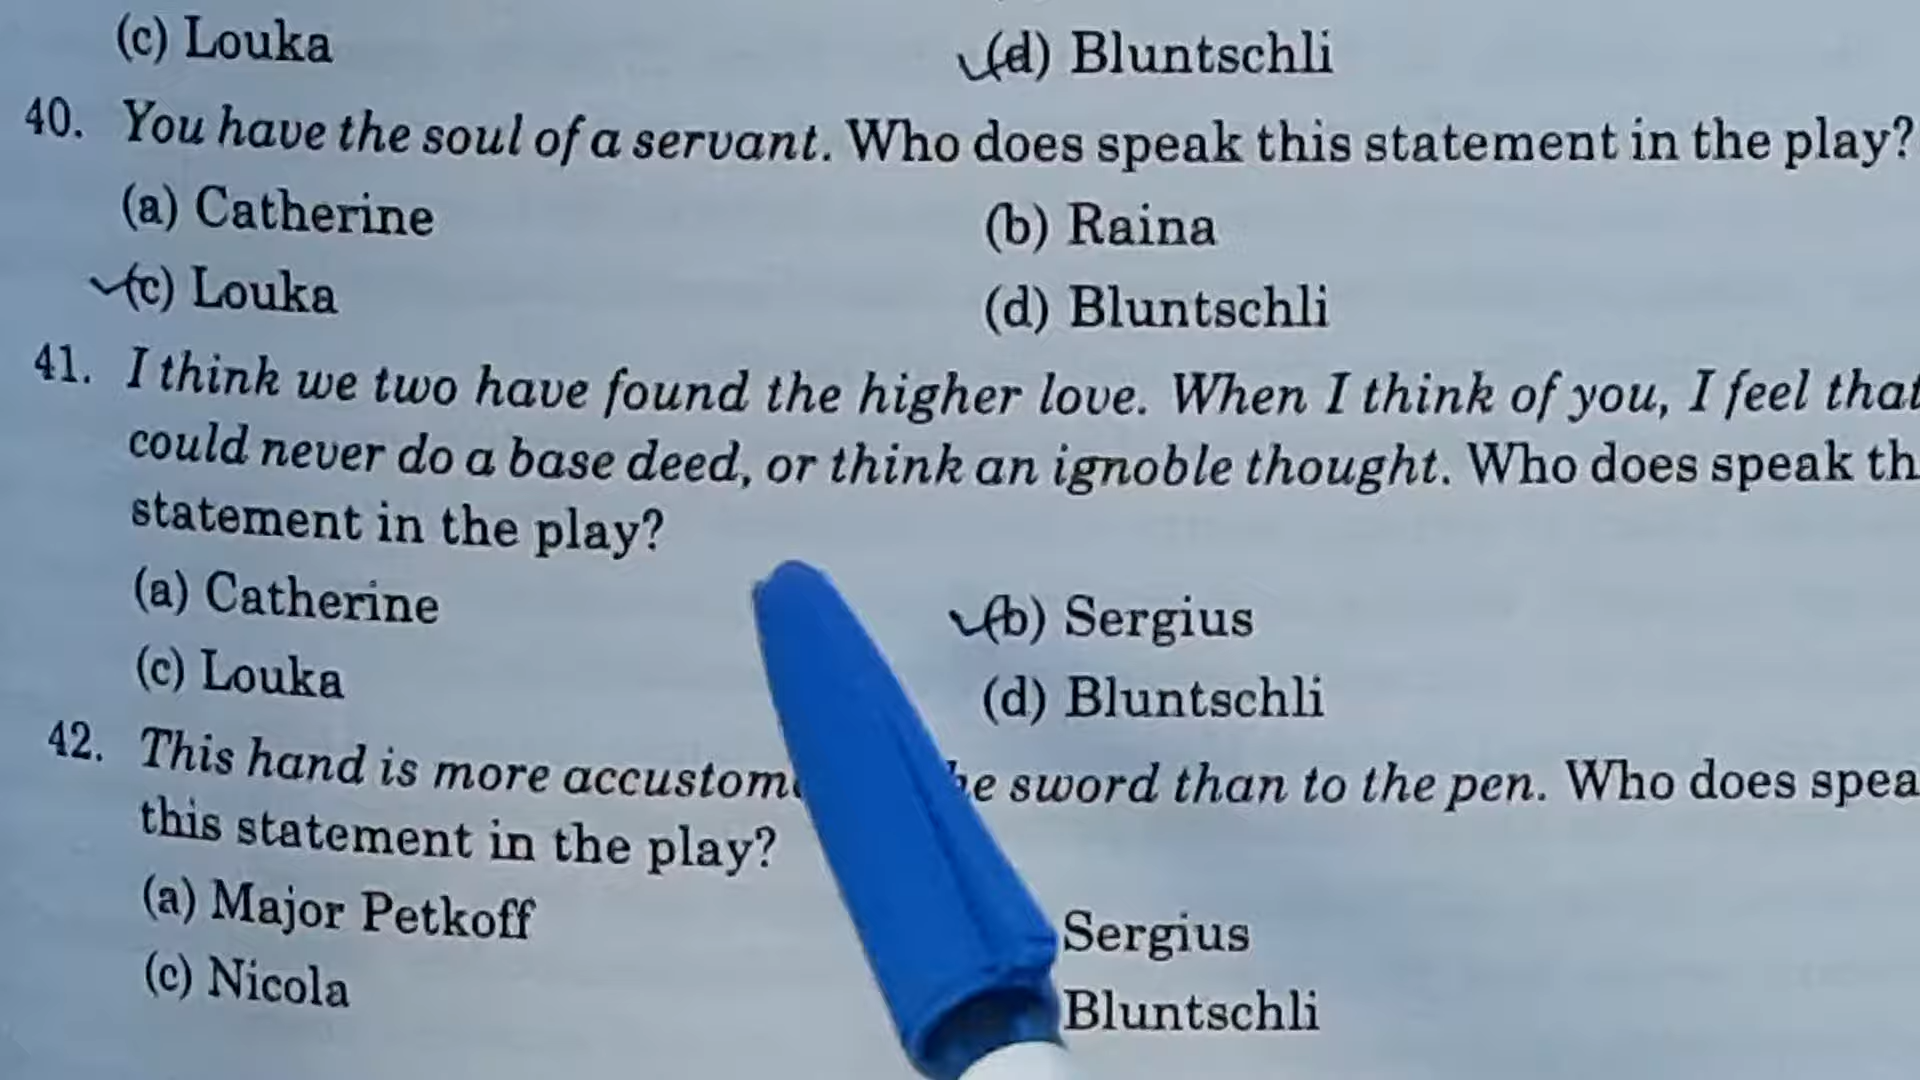 (c) Louka (d) Bluntschli
40. You have the soul of a servant. Who does speak this statement in the play?
(a) Catherine (b) Raina
(c) Louka (d) Bluntschli
41. I think we two have found the higher love. When I think of you, I feel that
could never do a base deed, or think an ignoble thought. Who does speak th
statement in the play?
(a) Catherine (b) Sergius
(c) Louka (d) Bluntschli
42. This hand is more accustom he sword than to the pen. Who does spea
this statement in the play?
(a) Major Petkoff Sergius
(c) Nicola Bluntschli